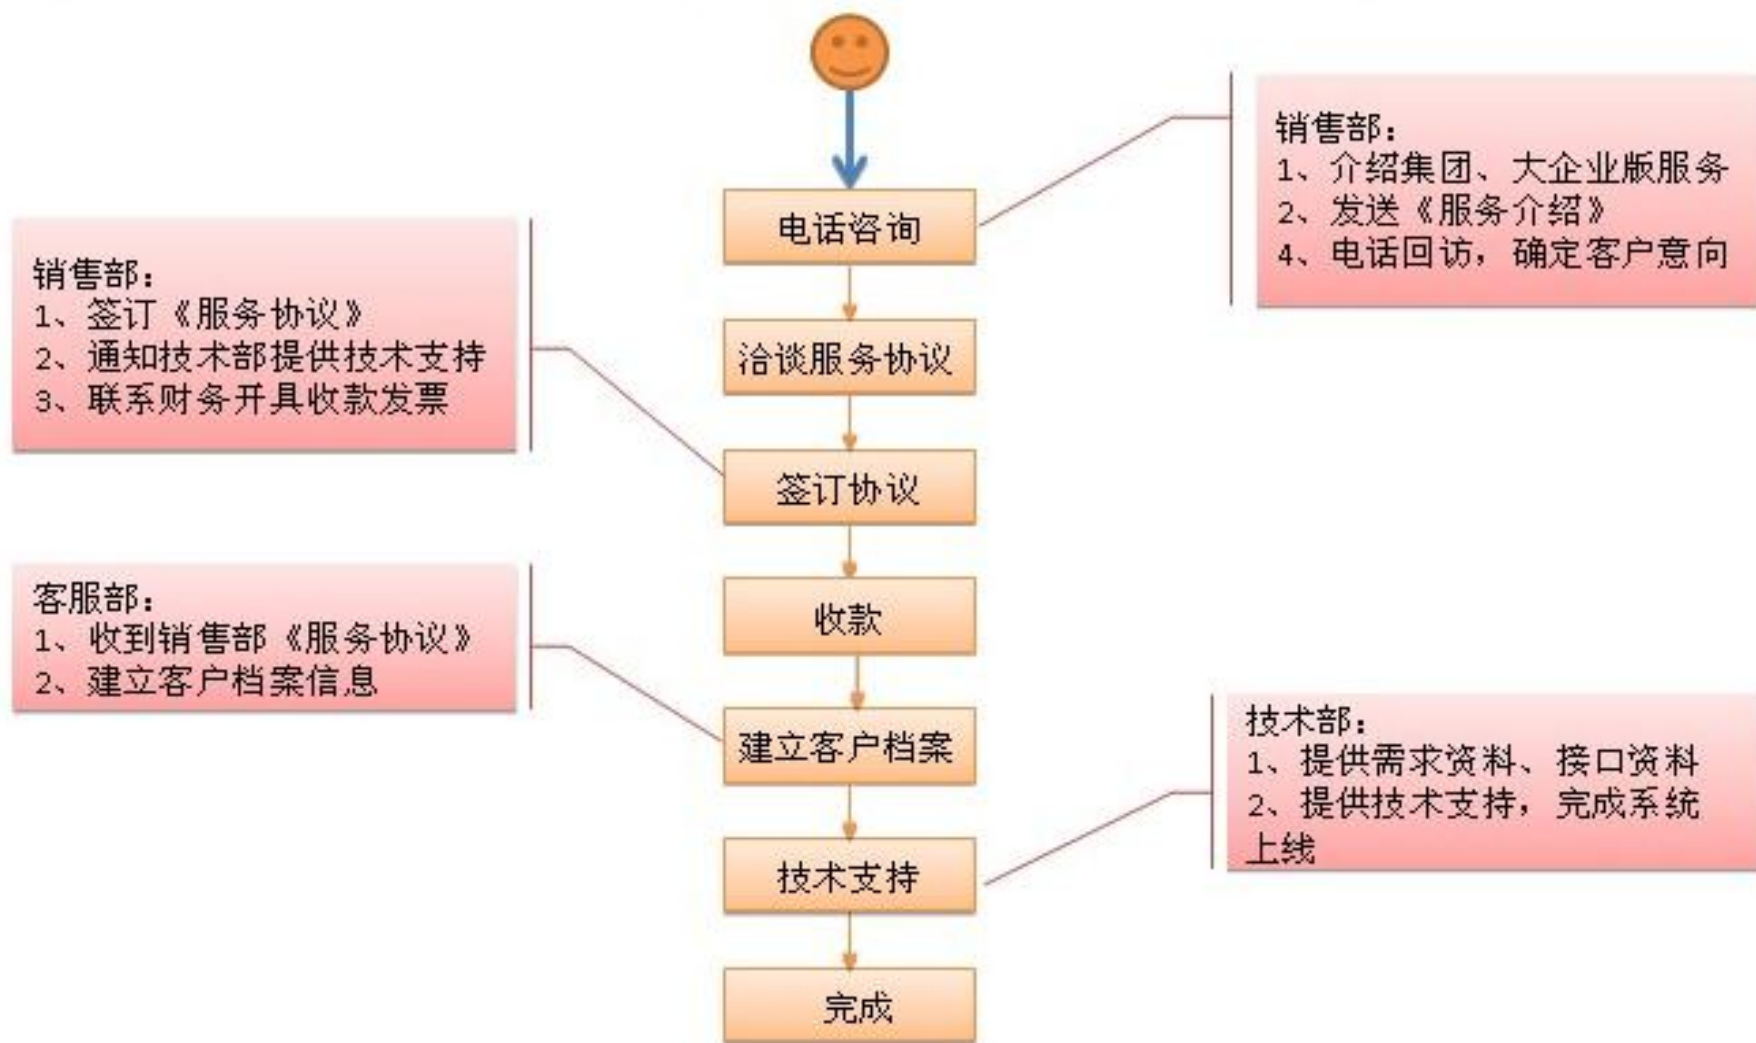 电话咨询
销售部：
1、介绍集团、大企业版服务
2、发送《服务介绍》
4、电话回访，确定客户意向
洽谈服务协议
销售部：
1、签订《服务协议》
2、通知技术部提供技术支持
3、联系财务开具收款发票
签订协议
收款
客服部：
1、收到销售部《服务协议》
2、建立客户档案信息
建立客户档案
技术部：
1、提供需求资料、接口资料
2、提供技术支持，完成系统
上线
技术支持
完成